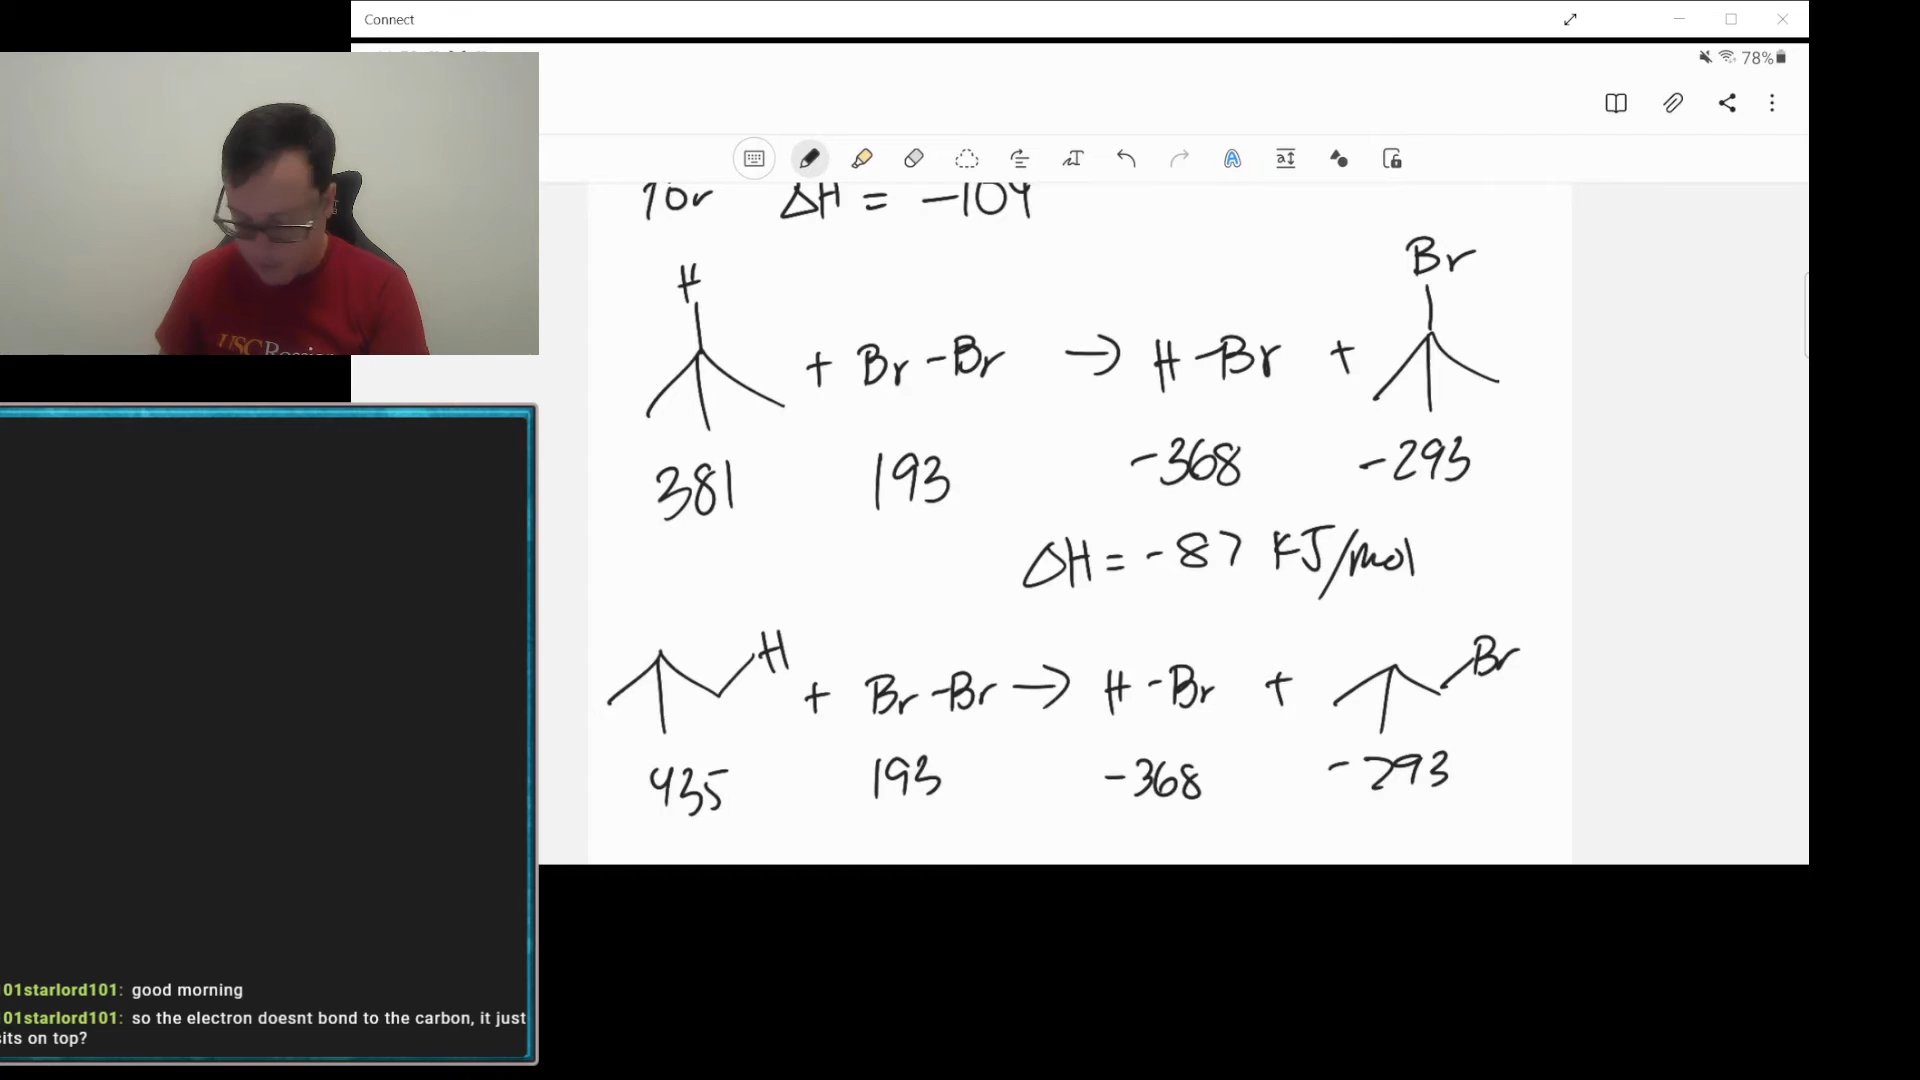 Connect
78%
for ΔH = -104
H
Br
+ Br-Br → H-Br +
381 193 -368 -293
ΔH = -87 KJ/mol
H + Br-Br → H-Br + Br
435 193 -368 -293
USC
01starlord101: good morning
01starlord101: so the electron doesnt bond to the carbon, it just
sits on top?